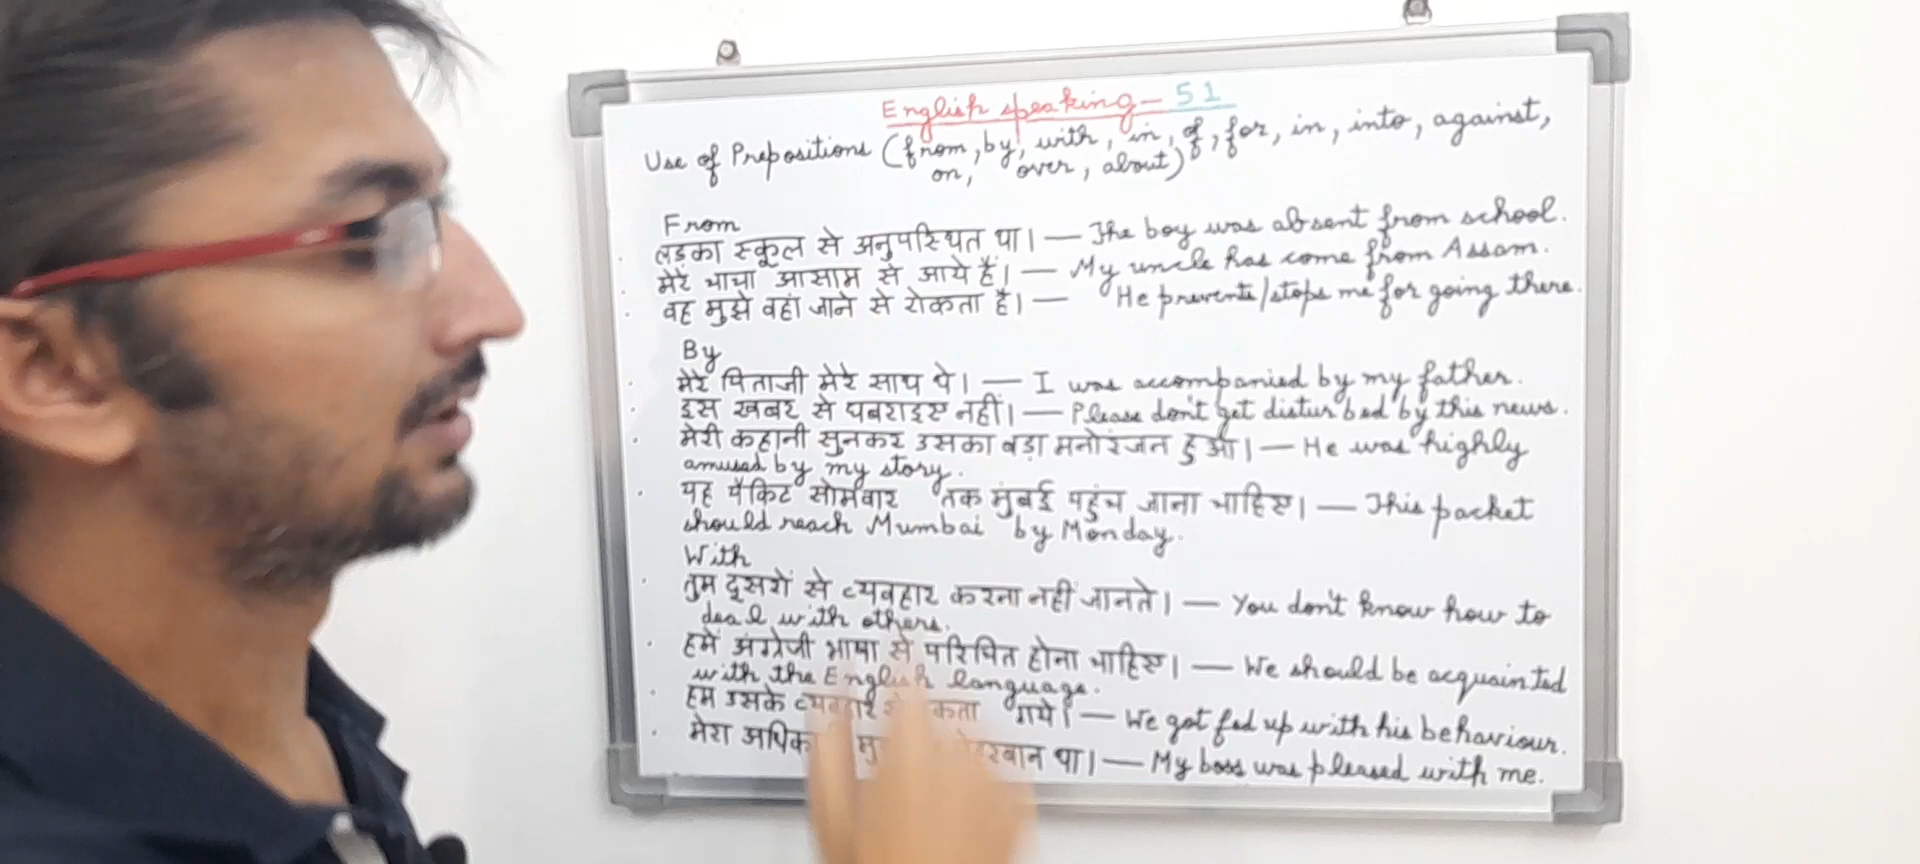 English speaking - 51
Use of Prepositions (from, by, with, in, of, for, in, into, against,
on, over, about)
From
लड़का स्कूल से अनुपस्थित था। — The boy was absent from school.
मेरे चाचा आसाम से आये हैं। — My uncle has come from Assam.
वह मुझे वहां जाने से रोकता है। — He prevents/stops me for going there.
By
मेरे पिताजी मेरे साथ थे। — I was accompanied by my father.
इस खबर से घबराइए नहीं। — Please don't get disturbed by this news.
मेरी कहानी सुनकर उसका बड़ा मनोरंजन हुआ। — He was highly
amused by my story.
यह पैकिट सोमवार तक मुंबई पहुंच जाना चाहिए। — This packet
should reach Mumbai by Monday.
With
तुम दूसरों से व्यवहार करना नहीं जानते। — You don't know how to
deal with others.
हमें अंग्रेजी भाषा से परिचित होना चाहिए। — We should be acquainted
with the English language.
हम उसके व्यवहार गये। — We got fed up with his behaviour.
मेरा था। — My boss was pleased with me.